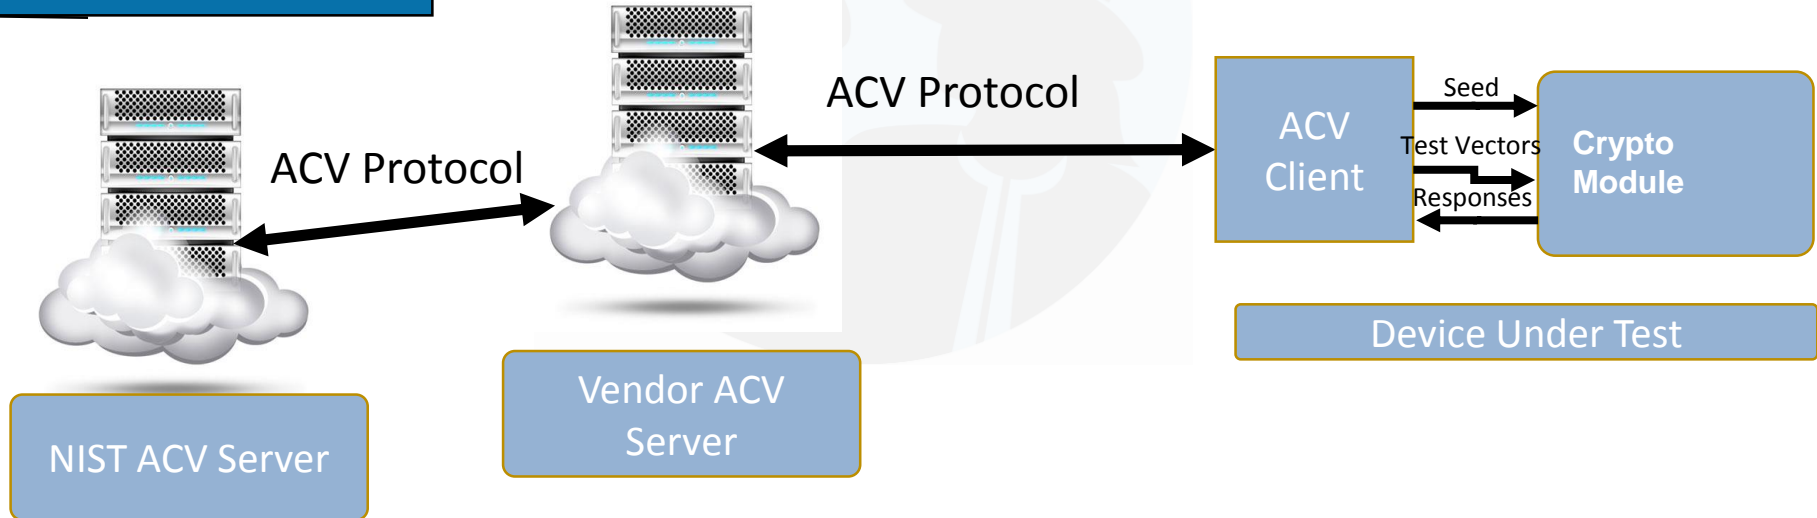 ACV Protocol
ACV Protocol
ACV
Client
Seed
Test Vectors
Responses
Crypto
Module
Device Under Test
Vendor ACV
Server
NIST ACV Server